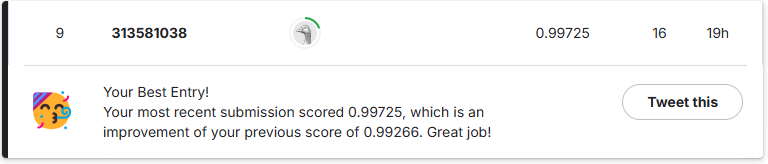 9 313581038 0.99725 16 19h
Your Best Entry!
Your most recent submission scored 0.99725, which is an
improvement of your previous score of 0.99266. Great job!
Tweet this